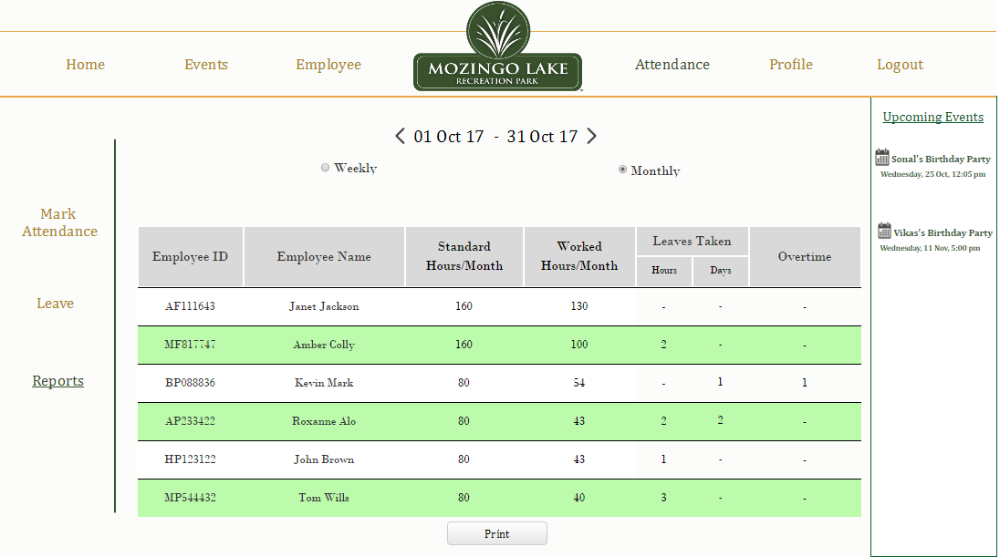 Home Events Employee MOZINGO LAKE Attendance Profile Logout
RECREATION PARK
Upcoming Events
01 Oct 17 - 31 Oct 17
Weekly Monthly
Sonal's Birthday Party
Wednesday, 25 Oct, 12:05 pm
Vikas's Birthday Party
Wednesday, 11 Nov, 5:00 pm
Mark
Attendance
Leave
Reports
Employee ID Employee Name Standard Hours/Month Worked Hours/Month Leaves Taken Overtime
Hours Days
AF111643 Janet Jackson 160 130 - - -
MF817747 Amber Colly 160 100 2 - -
BP088836 Kevin Mark 80 54 - 1 1
AP233422 Roxanne Alo 80 43 2 2 -
HP123122 John Brown 80 43 1 - -
MP544432 Tom Wills 80 40 3 - -
Print